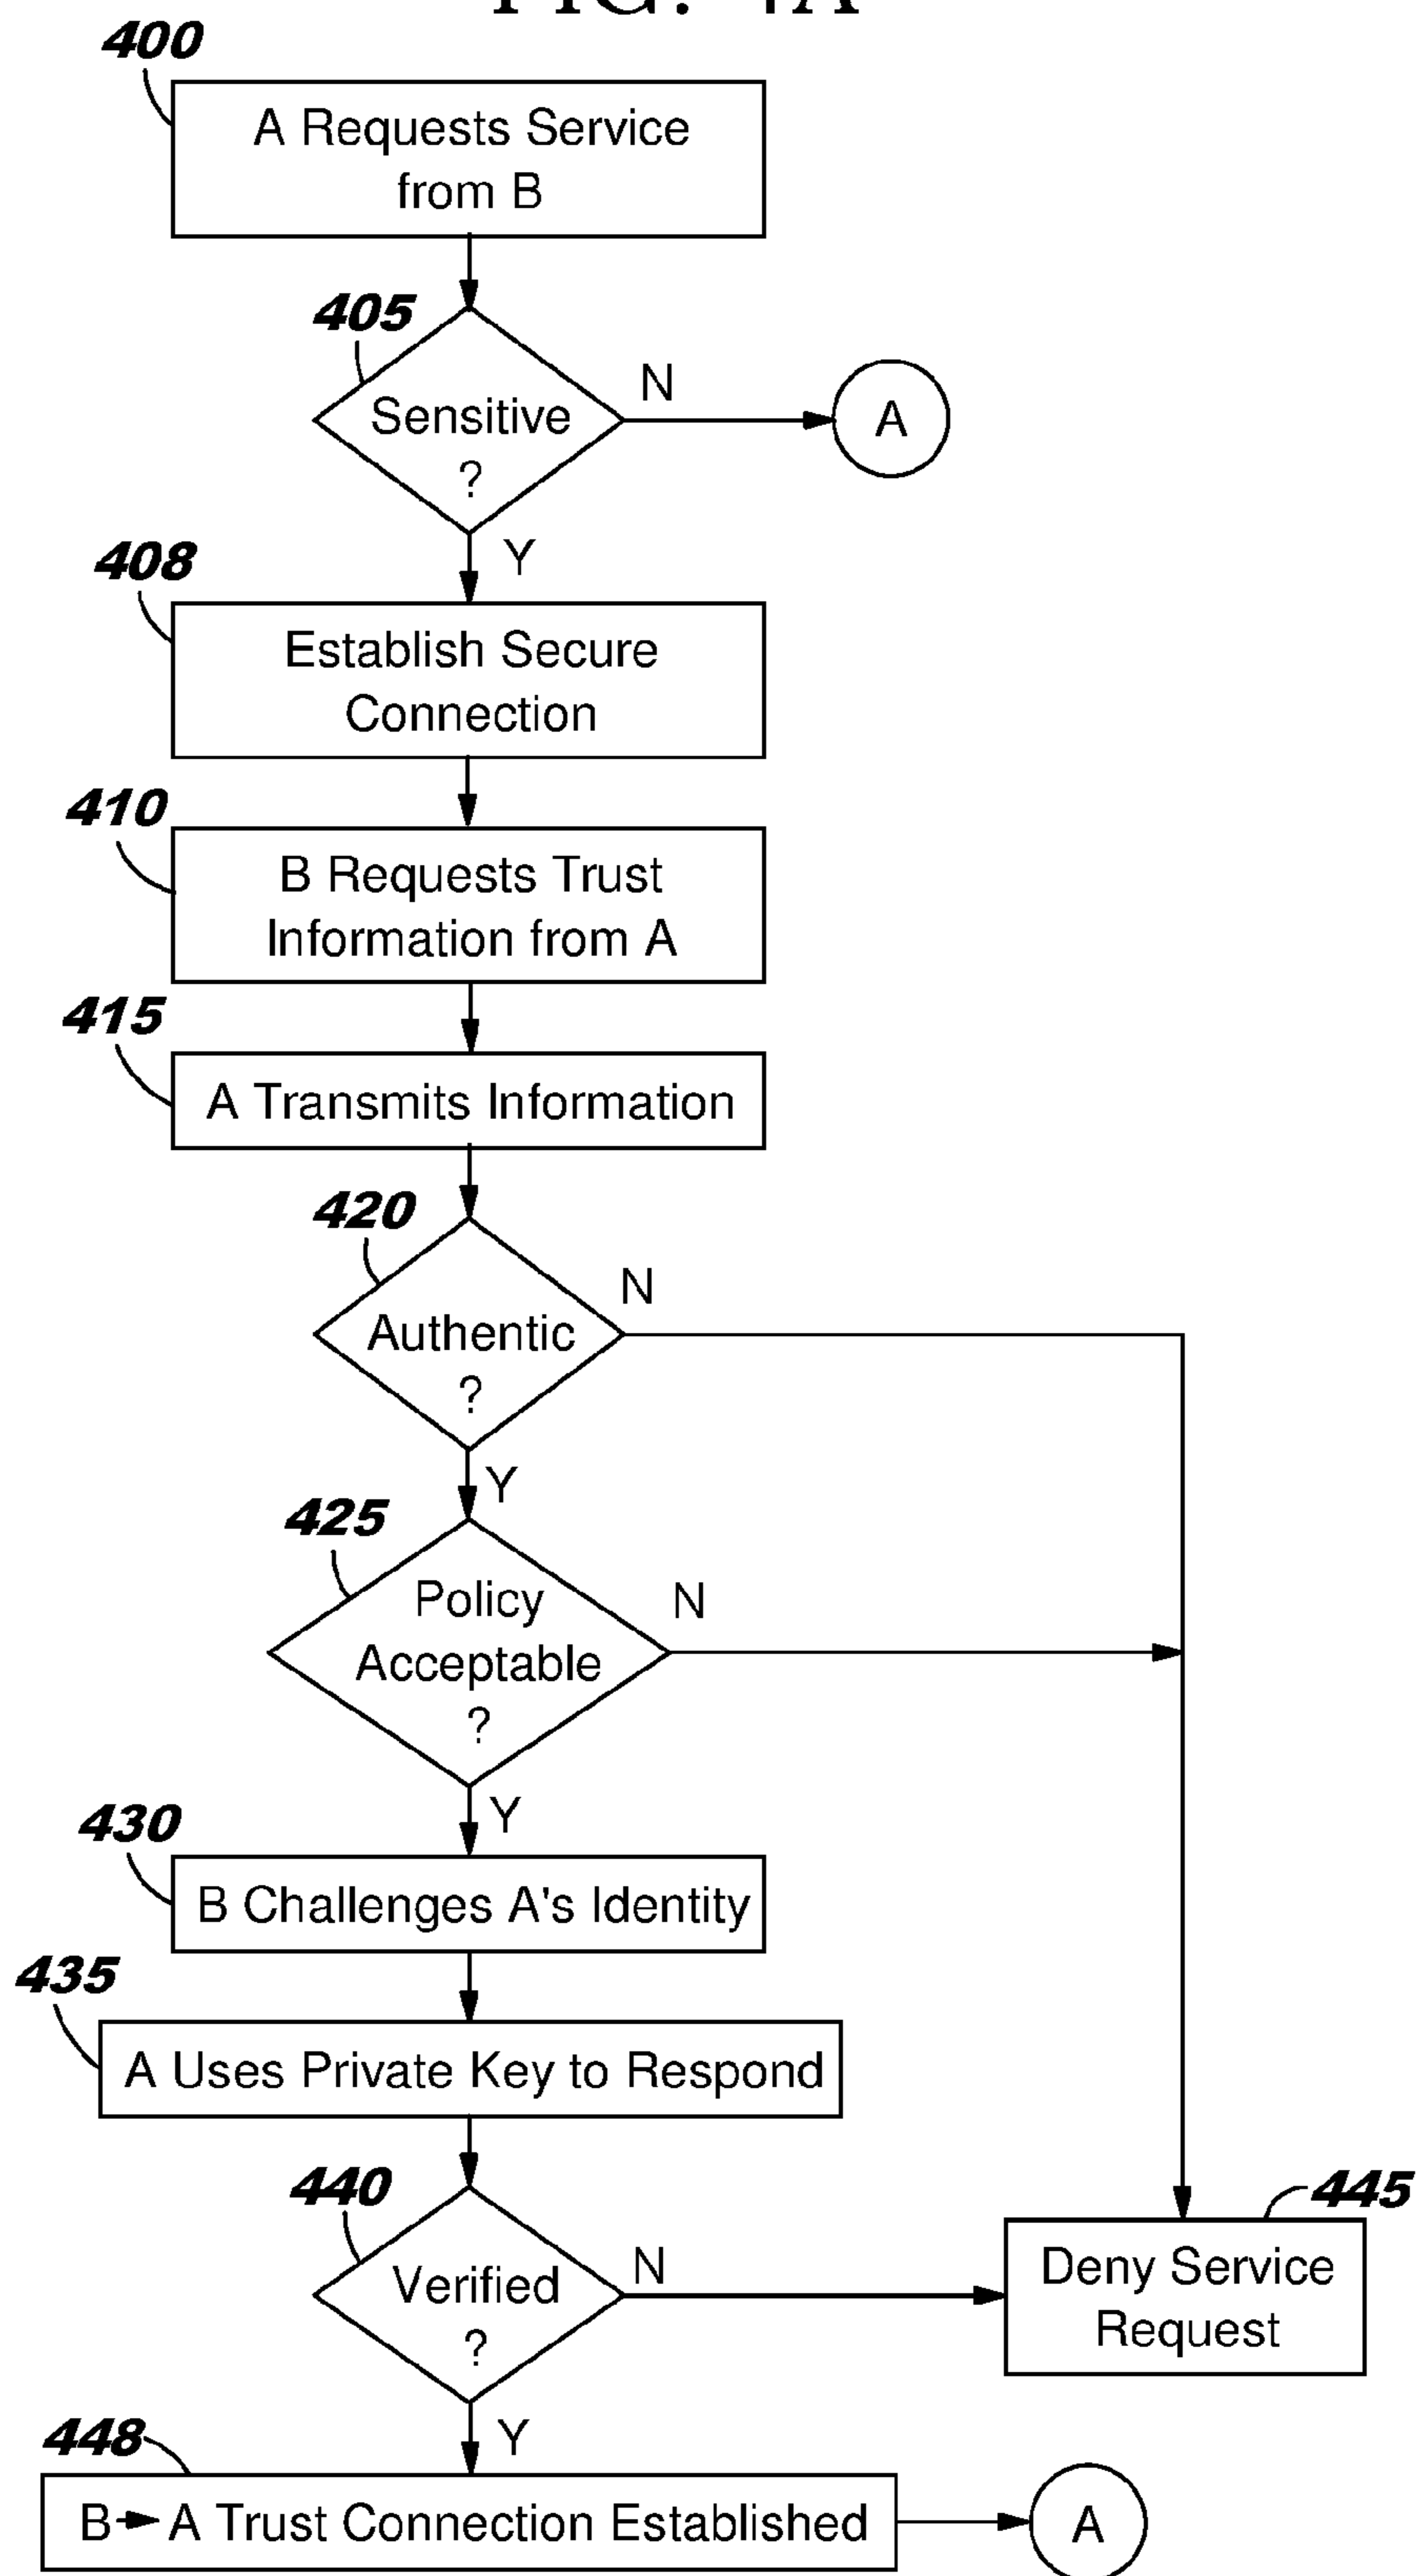 FIG. 4A
400
A Requests Service
from B
405
Sensitive
?
N
A
Y
408
Establish Secure
Connection
410
B Requests Trust
Information from A
415
A Transmits Information
420
Authentic
?
N
Y
425
Policy
Acceptable
?
N
Y
430
B Challenges A's Identity
435
A Uses Private Key to Respond
440
Verified
?
N
445
Deny Service
Request
Y
448
B→A Trust Connection Established
A